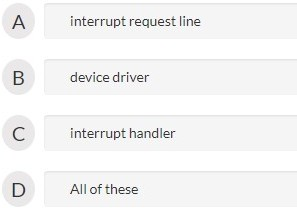 A interrupt request line
B device driver
C interrupt handler
D All of these